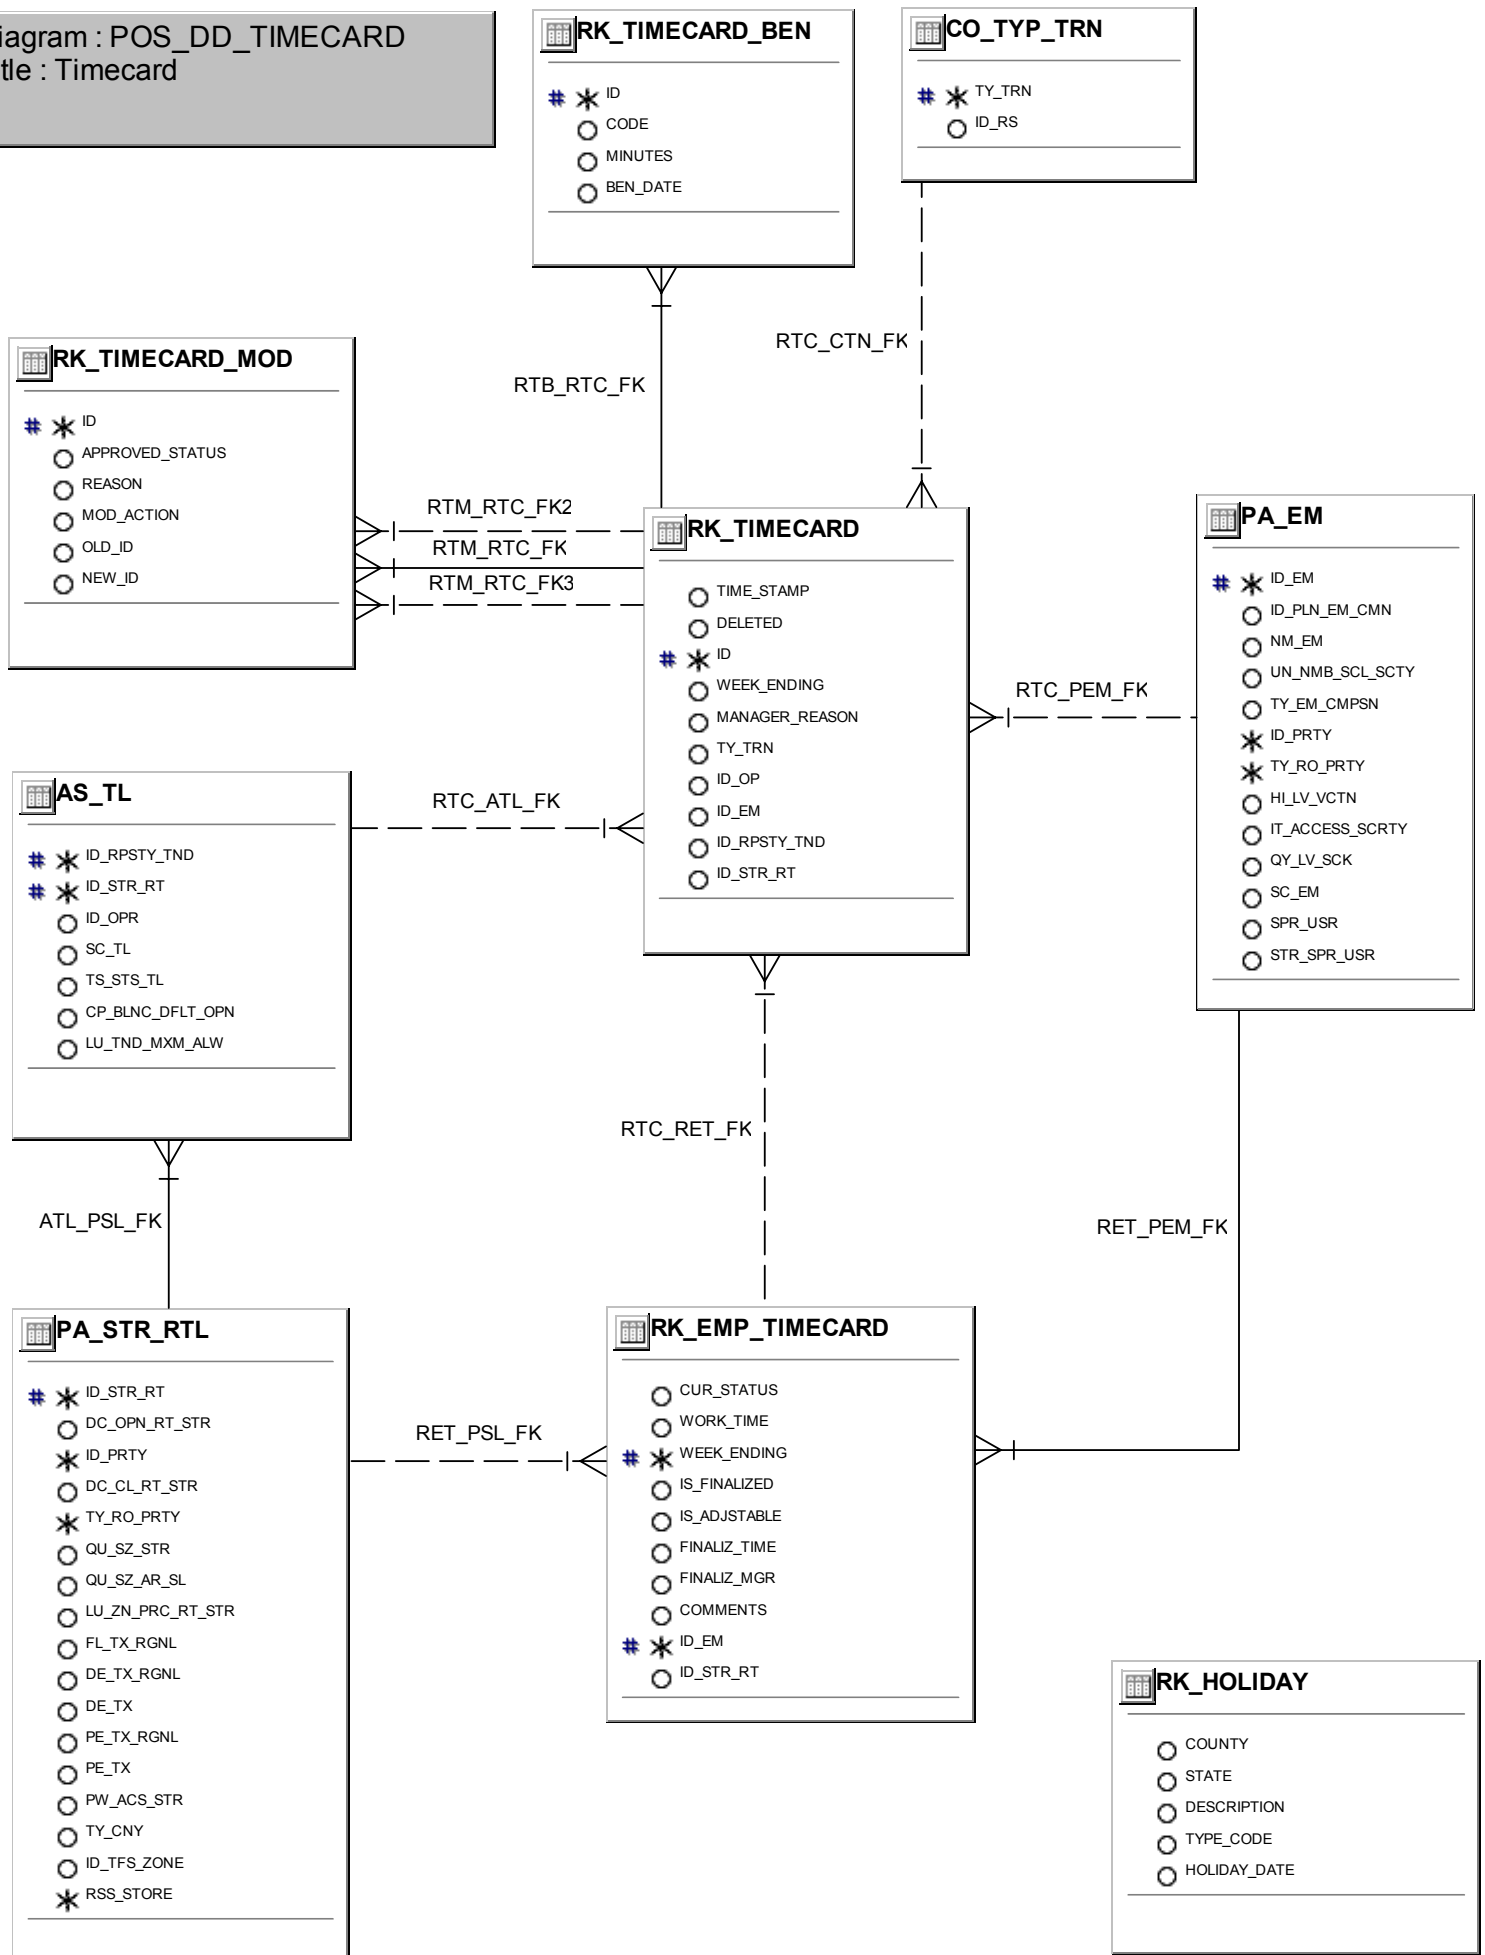 iagram : POS_DD_TIMECARD
tle : Timecard
RK_TIMECARD_BEN
# * ID
CODE
MINUTES
BEN_DATE
CO_TYP_TRN
# * TY_TRN
ID_RS
RTC_CTN_FK
RTB_RTC_FK
RK_TIMECARD_MOD
# * ID
APPROVED_STATUS
REASON
MOD_ACTION
OLD_ID
NEW_ID
RTM_RTC_FK2
RTM_RTC_FK
RTM_RTC_FK3
RK_TIMECARD
TIME_STAMP
DELETED
# * ID
WEEK_ENDING
MANAGER_REASON
TY_TRN
ID_OP
ID_EM
ID_RPSTY_TND
ID_STR_RT
PA_EM
# * ID_EM
ID_PLN_EM_CMN
NM_EM
UN_NMB_SCL_SCTY
TY_EM_CMPSN
* ID_PRTY
* TY_RO_PRTY
HI_LV_VCTN
IT_ACCESS_SCRTY
QY_LV_SCK
SC_EM
SPR_USR
STR_SPR_USR
RTC_PEM_FK
AS_TL
# * ID_RPSTY_TND
# * ID_STR_RT
ID_OPR
SC_TL
TS_STS_TL
CP_BLNC_DFLT_OPN
LU_TND_MXM_ALW
RTC_ATL_FK
RTC_RET_FK
ATL_PSL_FK
RET_PEM_FK
PA_STR_RTL
# * ID_STR_RT
DC_OPN_RT_STR
* ID_PRTY
DC_CL_RT_STR
* TY_RO_PRTY
QU_SZ_STR
QU_SZ_AR_SL
LU_ZN_PRC_RT_STR
FL_TX_RGNL
DE_TX_RGNL
DE_TX
PE_TX_RGNL
PE_TX
PW_ACS_STR
TY_CNY
ID_TFS_ZONE
* RSS_STORE
RET_PSL_FK
RK_EMP_TIMECARD
CUR_STATUS
WORK_TIME
# * WEEK_ENDING
IS_FINALIZED
IS_ADJSTABLE
FINALIZ_TIME
FINALIZ_MGR
COMMENTS
# * ID_EM
ID_STR_RT
RK_HOLIDAY
COUNTY
STATE
DESCRIPTION
TYPE_CODE
HOLIDAY_DATE